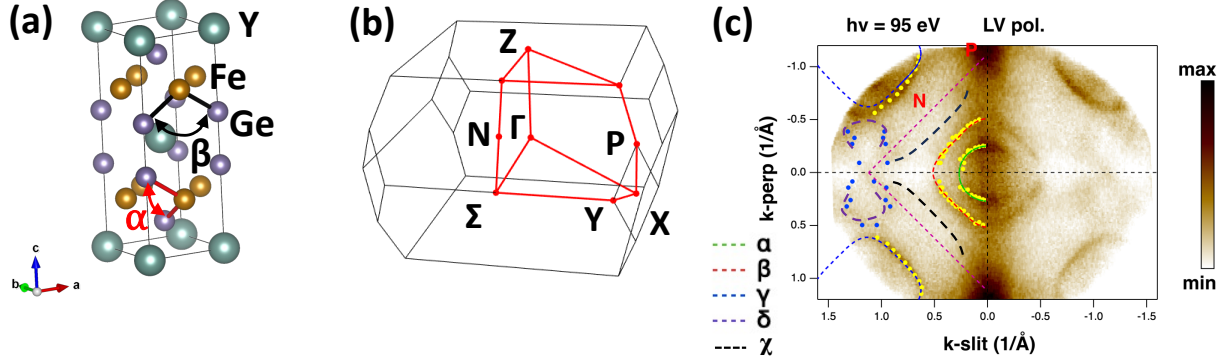 (a)
Y
Fe
Ge
β
α
c
b
a
(b)
Z
N
Γ
P
Σ
Y
X
(c)
hν = 95 eV
LV pol.
P
N
-1.0
-0.5
0.0
0.5
1.0
k-perp (1/Å)
1.5
1.0
0.5
0.0
-0.5
-1.0
-1.5
k-slit (1/Å)
α
β
γ
δ
χ
max
min